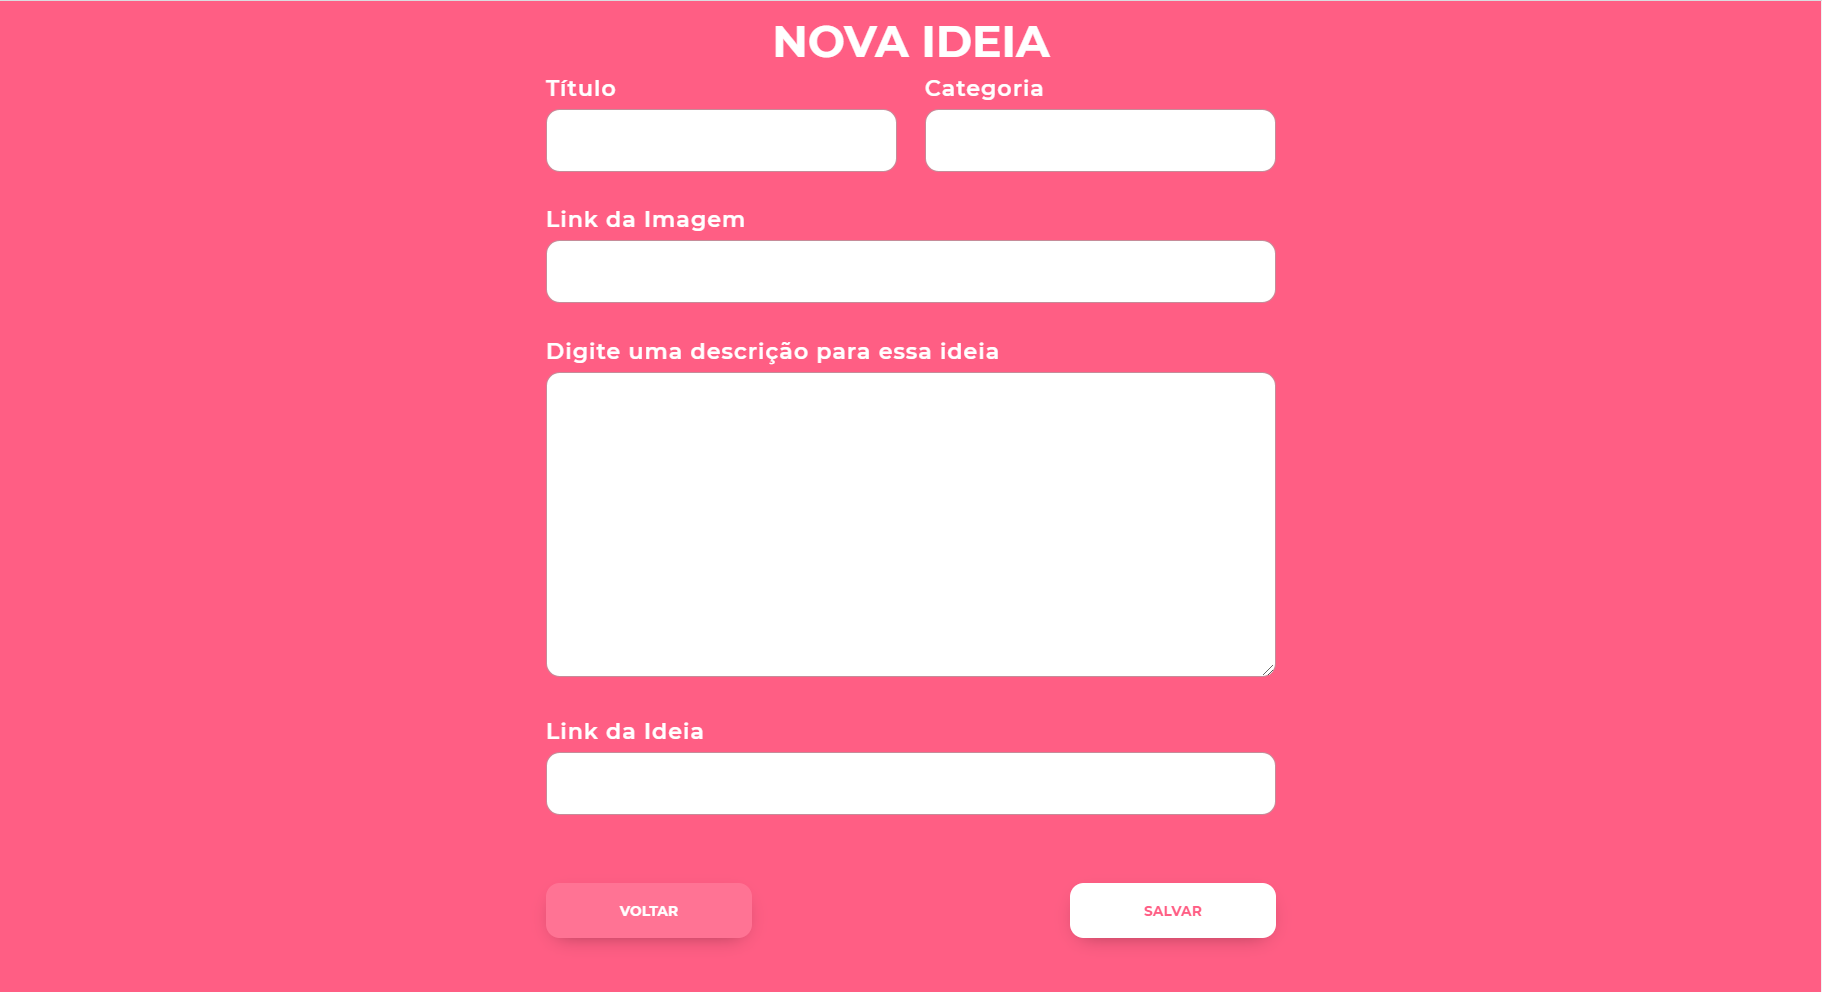 NOVA IDEIA
Título
Categoria
Link da Imagem
Digite uma descrição para essa ideia
Link da Ideia
VOLTAR
SALVAR